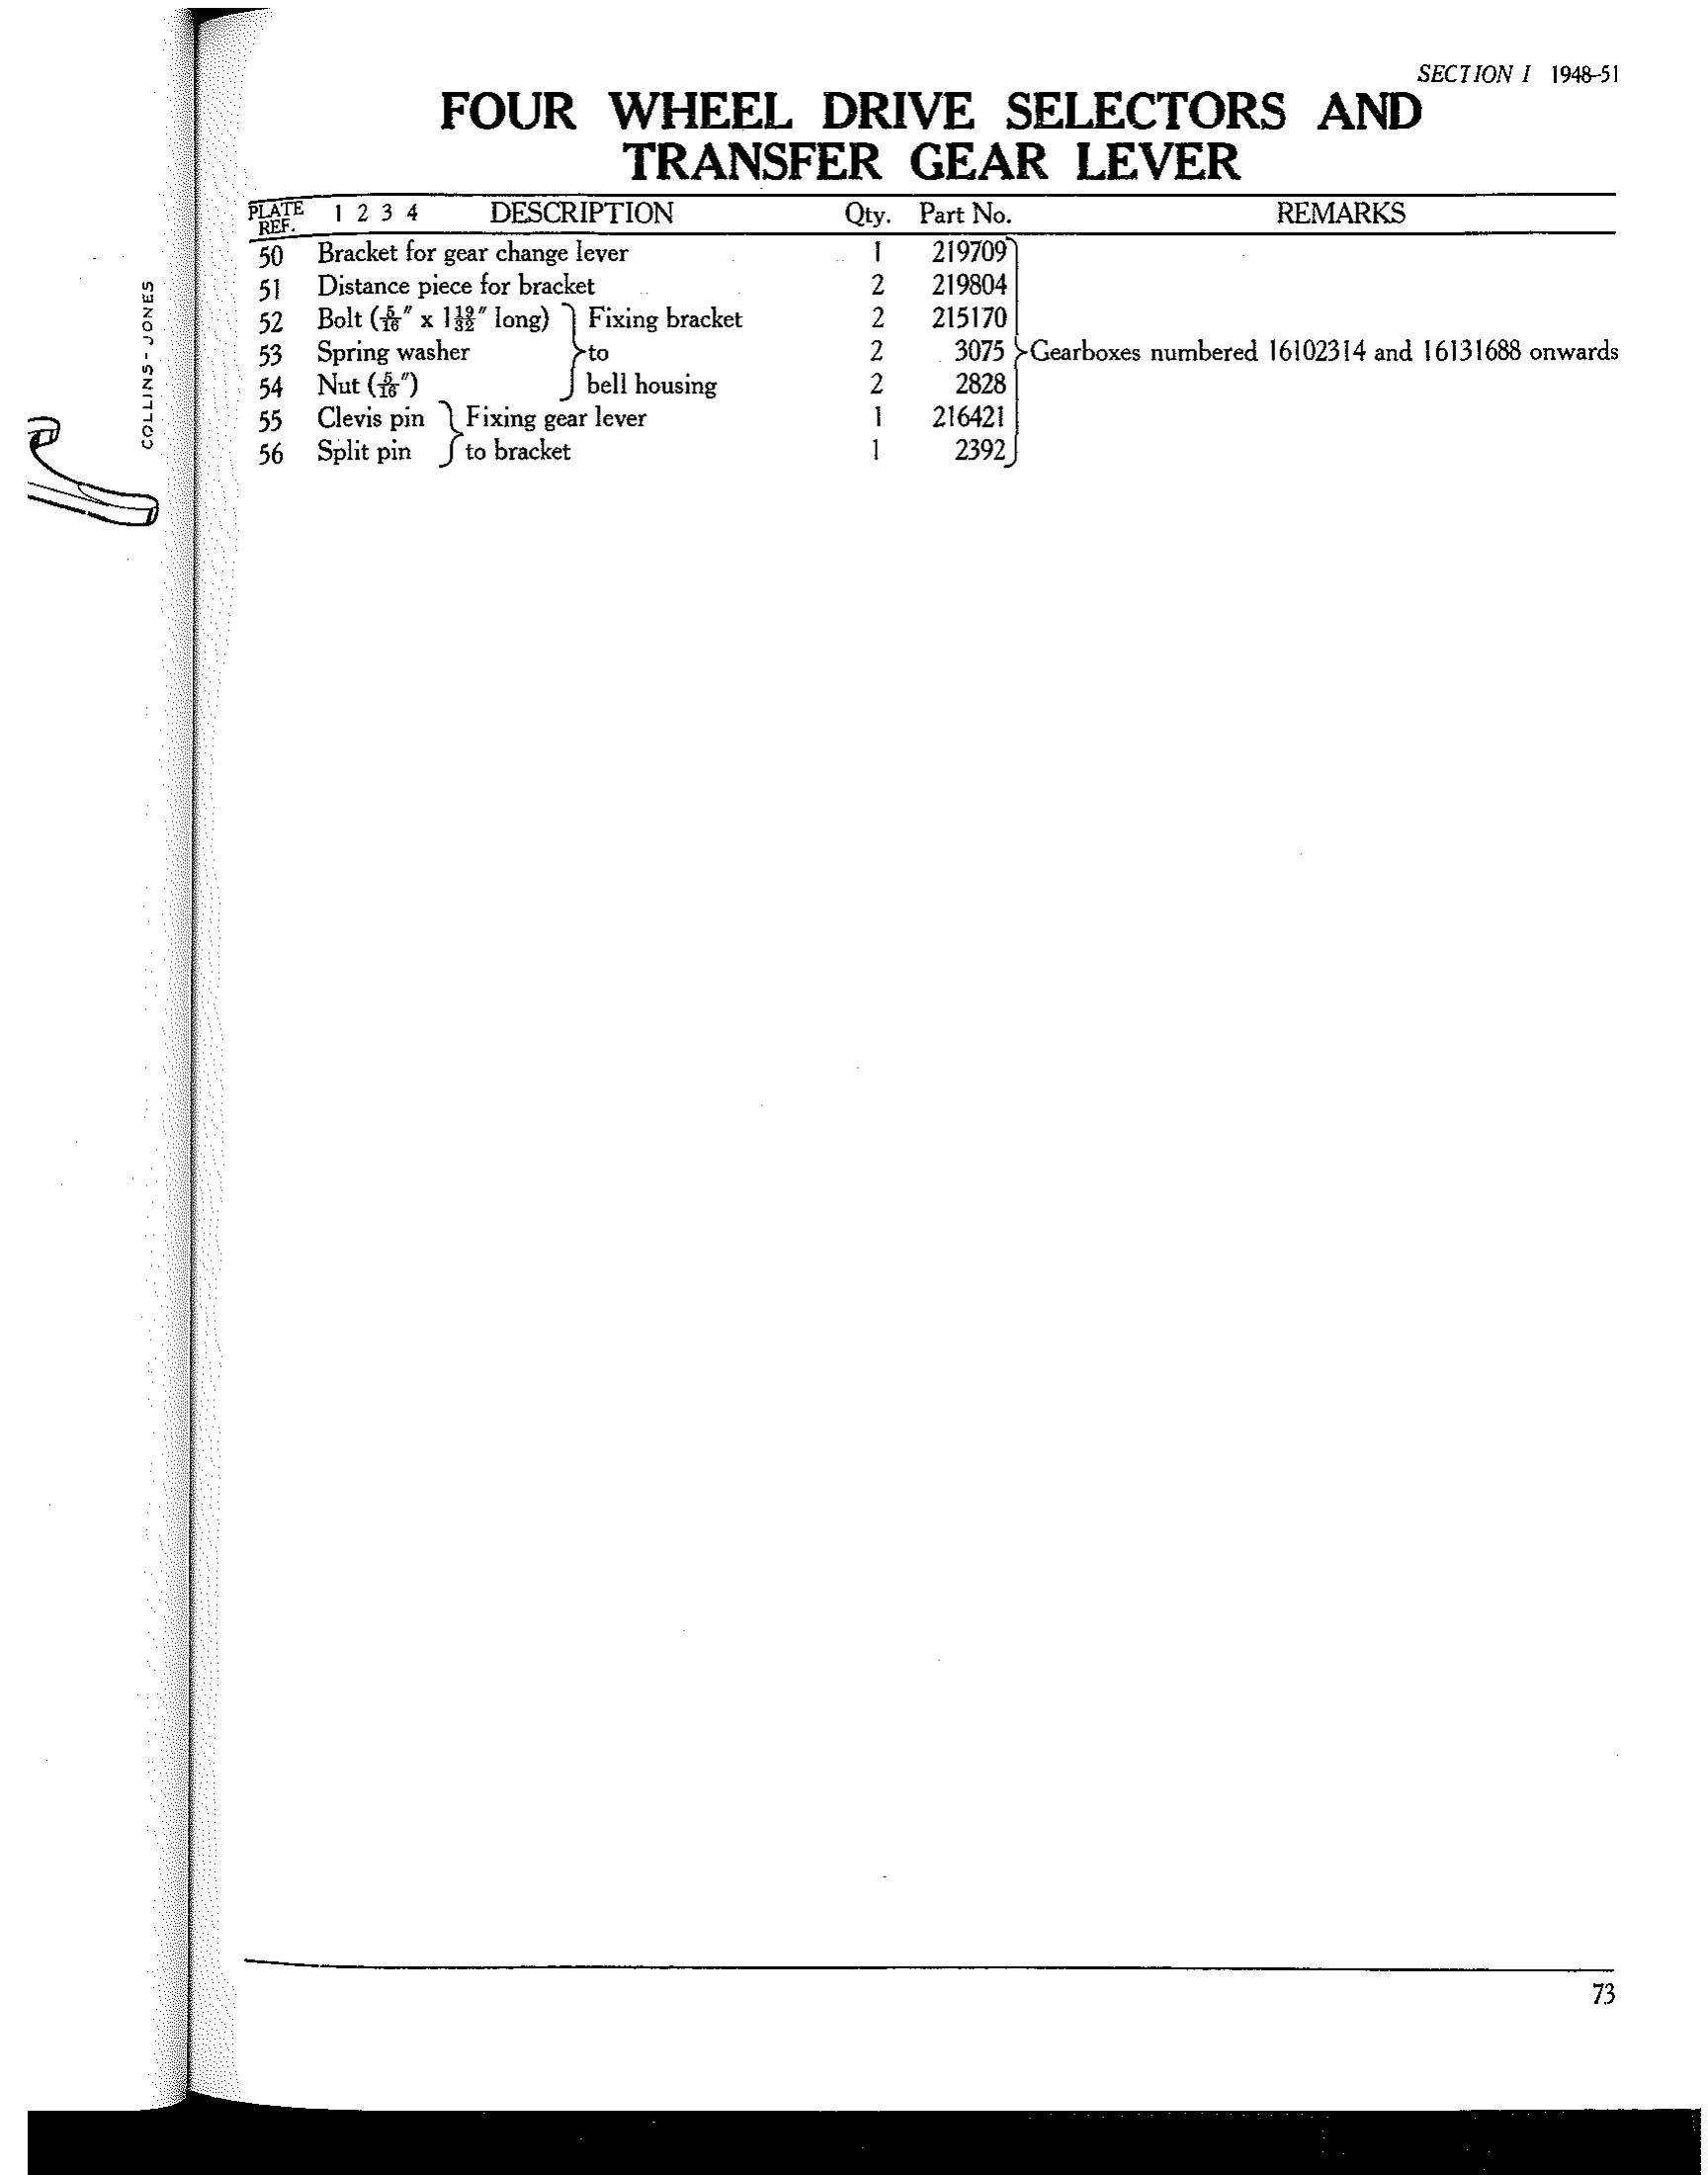 COLLINS-JONES
SECTION I 1948-51
FOUR WHEEL DRIVE SELECTORS AND
TRANSFER GEAR LEVER
PLATE REF. 1 2 3 4 DESCRIPTION Qty. Part No. REMARKS
50 Bracket for gear change lever 1 219709
51 Distance piece for bracket 2 219804
52 Bolt (5/16″ x 1 19/32″ long) Fixing bracket 2 215170
53 Spring washer to 2 3075 Gearboxes numbered 16102314 and 16131688 onwards
54 Nut (5/16″) bell housing 2 2828
55 Clevis pin Fixing gear lever 1 216421
56 Split pin to bracket 1 2392
73